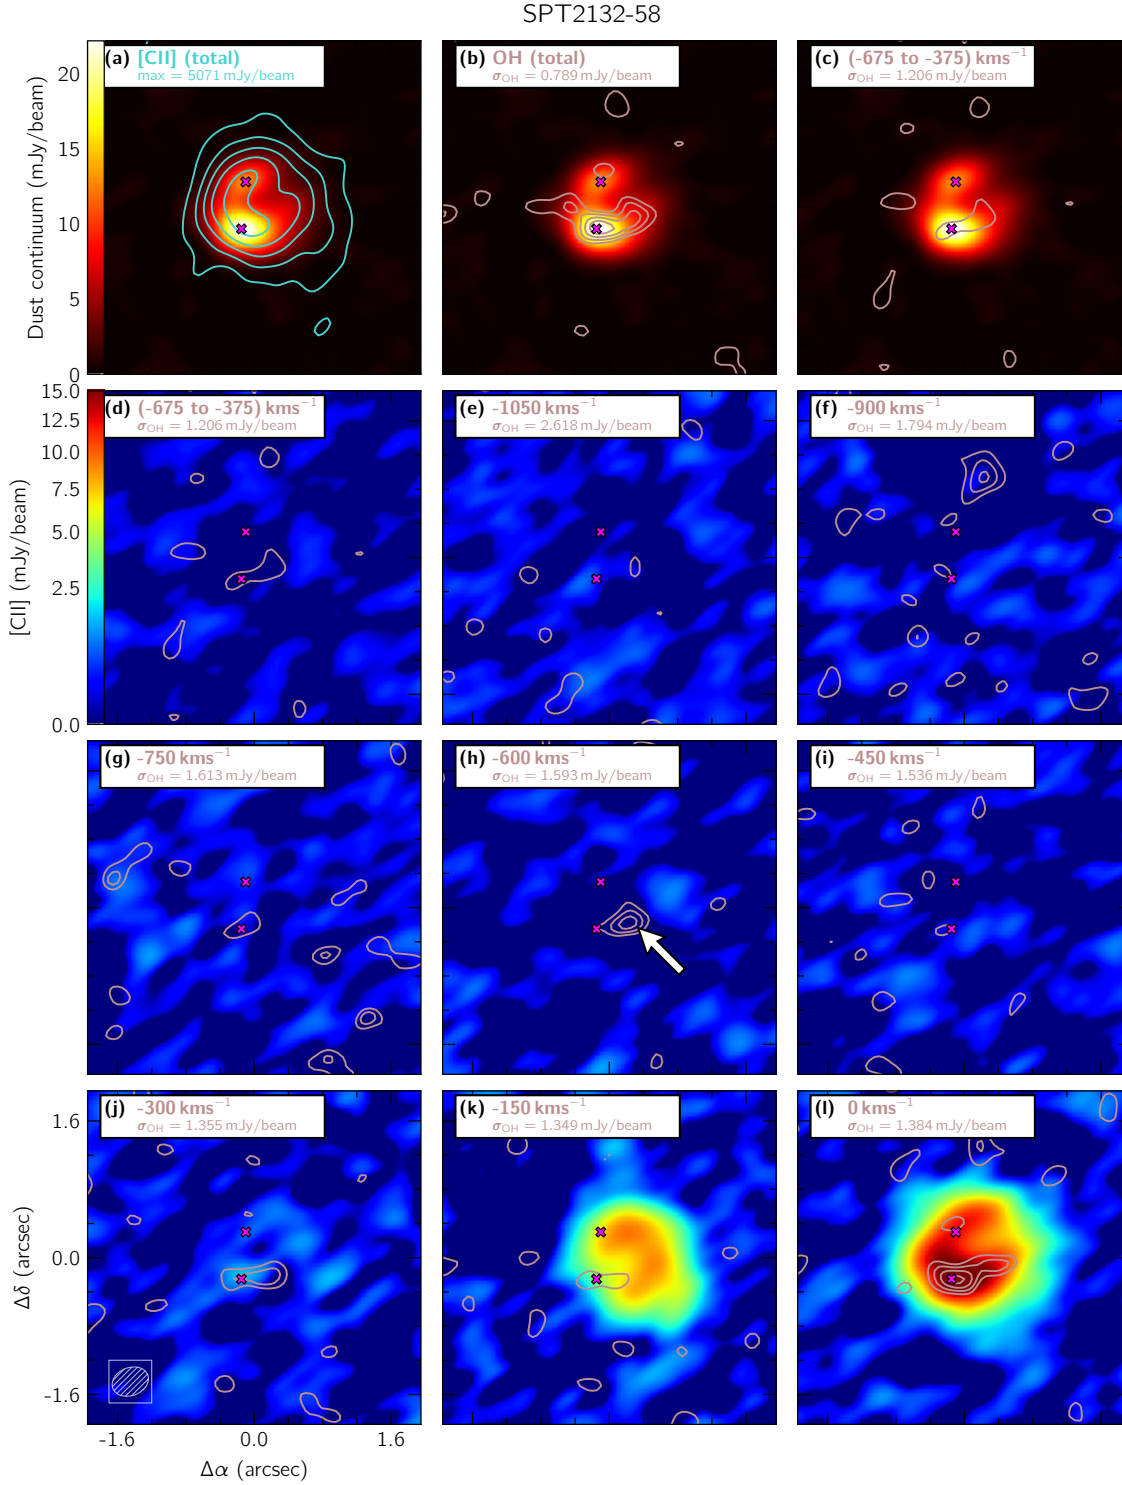 SPT2132-58
(a) [CII] (total)
max = 5071 mJy/beam
(b) OH (total)
σOH = 0.789 mJy/beam
(c) (-675 to -375) kms⁻¹
σOH = 1.206 mJy/beam
Dust continuum (mJy/beam)
20
15
10
5
0
(d) (-675 to -375) kms⁻¹
σOH = 1.206 mJy/beam
(e) -1050 kms⁻¹
σOH = 2.618 mJy/beam
(f) -900 kms⁻¹
σOH = 1.794 mJy/beam
[CII] (mJy/beam)
15.0
12.5
10.0
7.5
5.0
2.5
0.0
(g) -750 kms⁻¹
σOH = 1.613 mJy/beam
(h) -600 kms⁻¹
σOH = 1.593 mJy/beam
(i) -450 kms⁻¹
σOH = 1.536 mJy/beam
(j) -300 kms⁻¹
σOH = 1.355 mJy/beam
(k) -150 kms⁻¹
σOH = 1.349 mJy/beam
(l) 0 kms⁻¹
σOH = 1.384 mJy/beam
Δδ (arcsec)
1.6
0.0
-1.6
-1.6 0.0 1.6
Δα (arcsec)